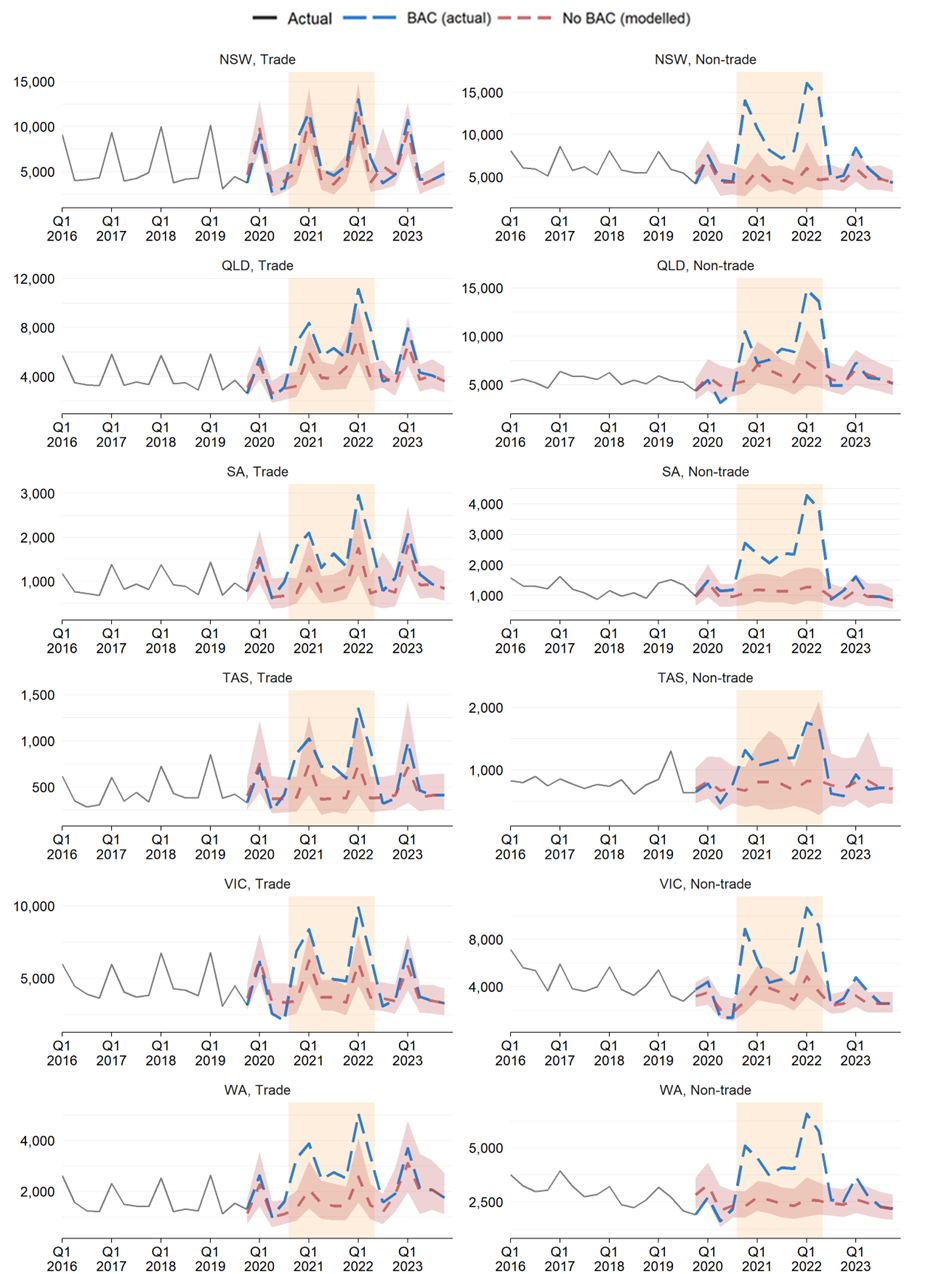 Actual BAC (actual) No BAC (modelled)
NSW, Trade NSW, Non-trade
15,000
10,000
5,000
15,000
10,000
5,000
Q1 Q1 Q1 Q1 Q1 Q1 Q1 Q1 Q1 Q1 Q1 Q1 Q1 Q1 Q1 Q1
2016 2017 2018 2019 2020 2021 2022 2023 2016 2017 2018 2019 2020 2021 2022 2023
QLD, Trade QLD, Non-trade
12,000
8,000
4,000
15,000
10,000
5,000
Q1 Q1 Q1 Q1 Q1 Q1 Q1 Q1 Q1 Q1 Q1 Q1 Q1 Q1 Q1 Q1
2016 2017 2018 2019 2020 2021 2022 2023 2016 2017 2018 2019 2020 2021 2022 2023
SA, Trade SA, Non-trade
3,000
2,000
1,000
4,000
3,000
2,000
1,000
Q1 Q1 Q1 Q1 Q1 Q1 Q1 Q1 Q1 Q1 Q1 Q1 Q1 Q1 Q1 Q1
2016 2017 2018 2019 2020 2021 2022 2023 2016 2017 2018 2019 2020 2021 2022 2023
TAS, Trade TAS, Non-trade
1,500
1,000
500
2,000
1,000
Q1 Q1 Q1 Q1 Q1 Q1 Q1 Q1 Q1 Q1 Q1 Q1 Q1 Q1 Q1 Q1
2016 2017 2018 2019 2020 2021 2022 2023 2016 2017 2018 2019 2020 2021 2022 2023
VIC, Trade VIC, Non-trade
10,000
5,000
8,000
4,000
Q1 Q1 Q1 Q1 Q1 Q1 Q1 Q1 Q1 Q1 Q1 Q1 Q1 Q1 Q1 Q1
2016 2017 2018 2019 2020 2021 2022 2023 2016 2017 2018 2019 2020 2021 2022 2023
WA, Trade WA, Non-trade
4,000
2,000
5,000
2,500
Q1 Q1 Q1 Q1 Q1 Q1 Q1 Q1 Q1 Q1 Q1 Q1 Q1 Q1 Q1 Q1
2016 2017 2018 2019 2020 2021 2022 2023 2016 2017 2018 2019 2020 2021 2022 2023